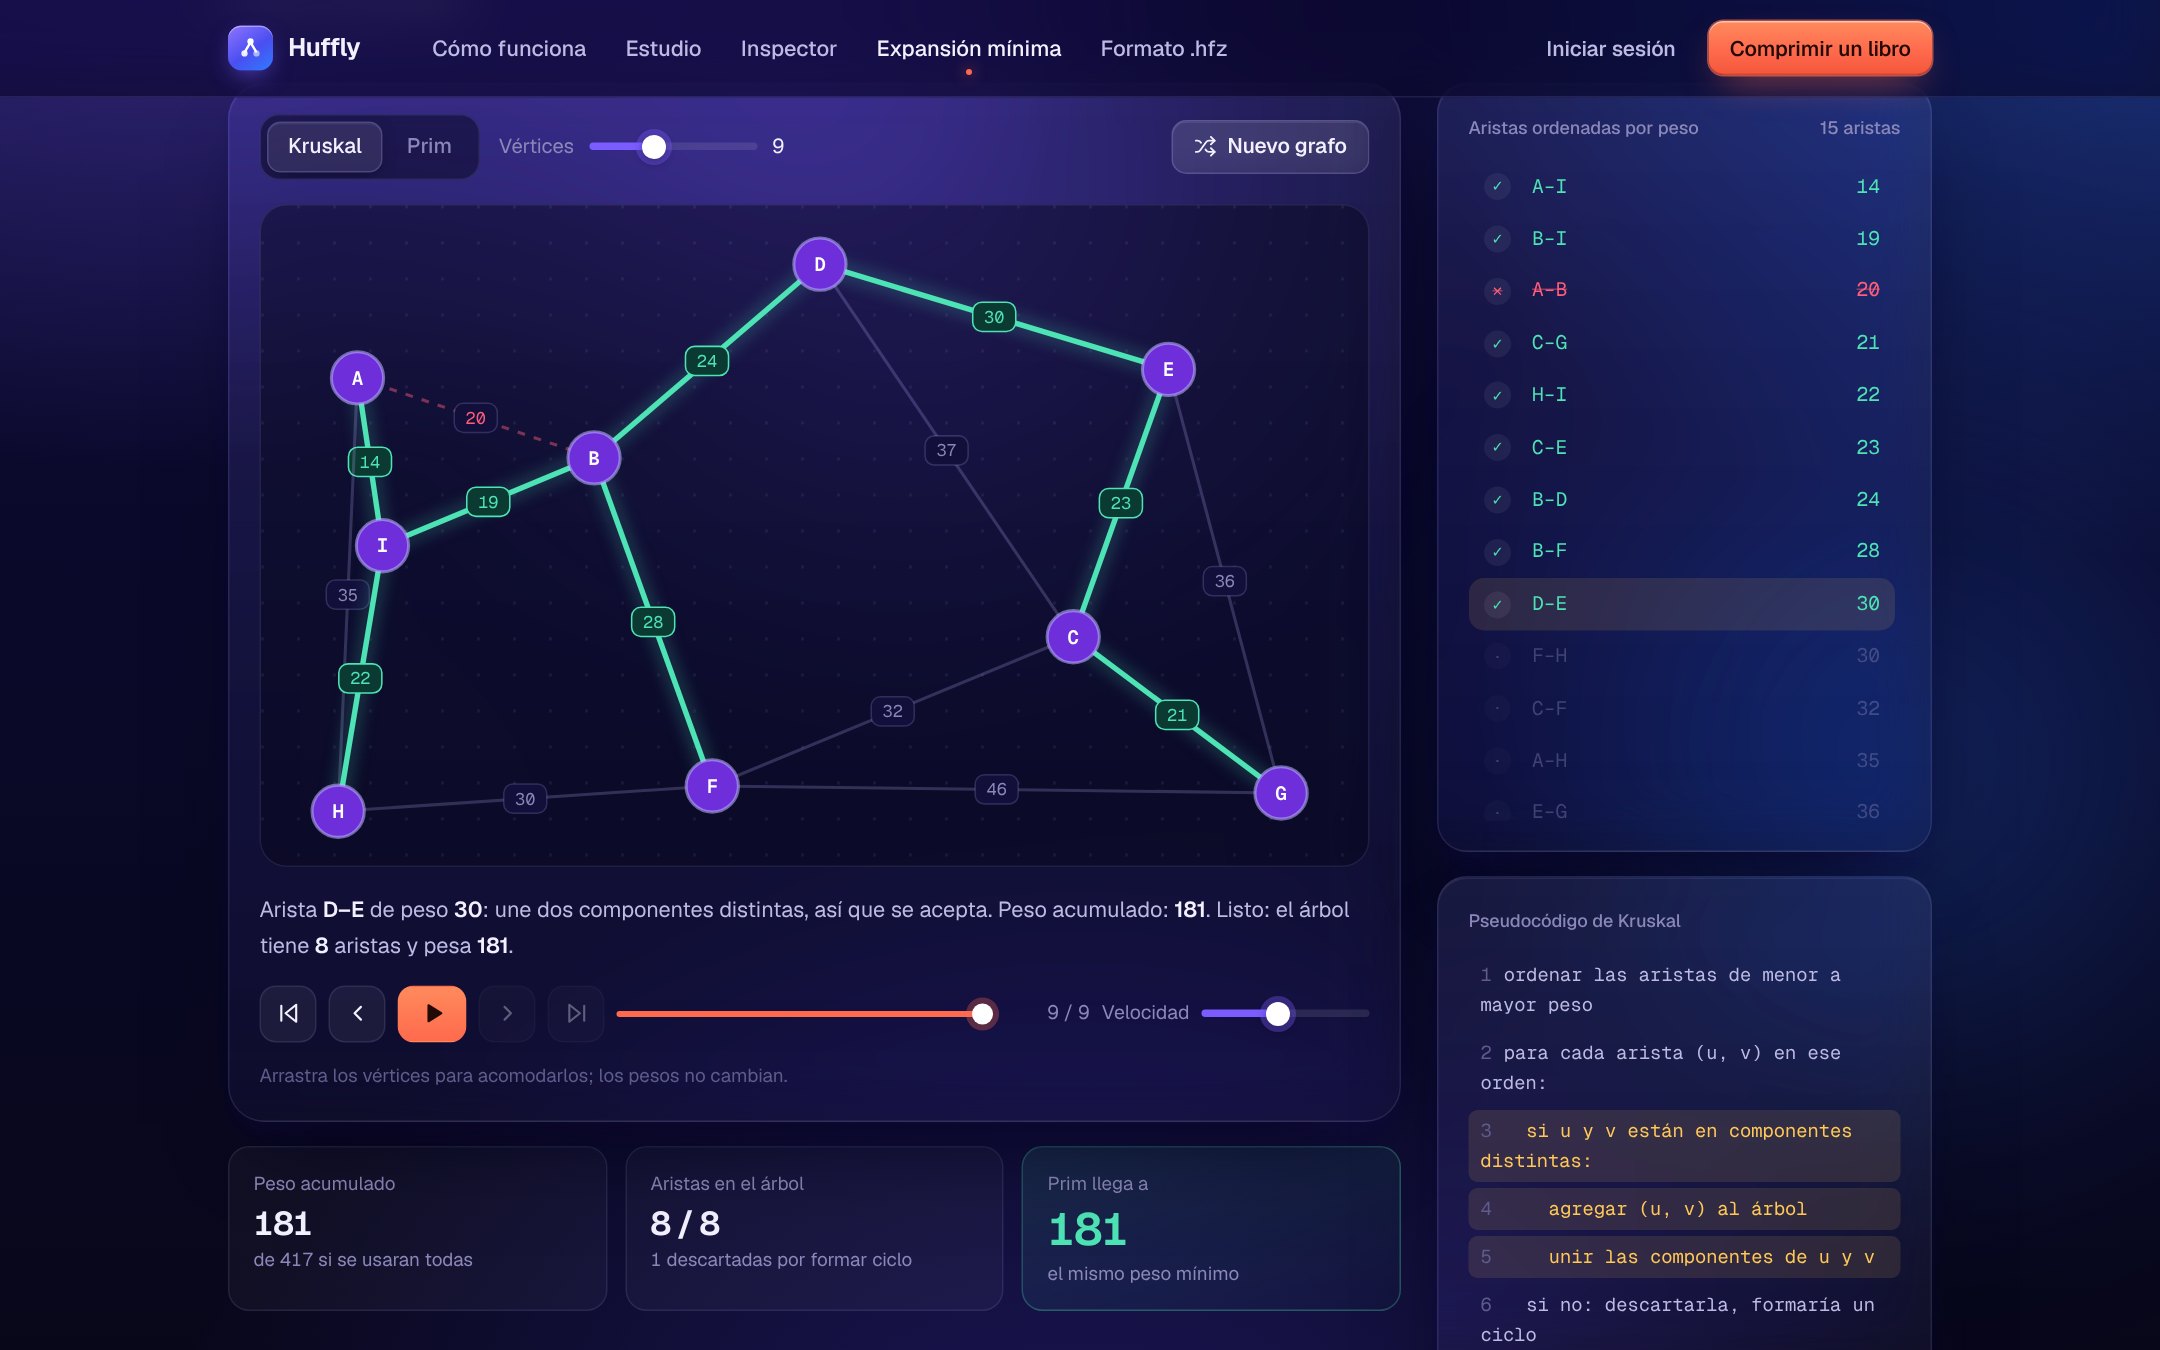 Huffly
Cómo funciona
Estudio
Inspector
Expansión mínima
Formato .hfz
Iniciar sesión
Comprimir un libro
Kruskal
Prim
Vértices
9
Nuevo grafo
D
30
24
E
A
20
37
14
B
19
23
I
36
35
28
C
22
32
21
F
46
G
30
H
Arista D–E de peso 30: une dos componentes distintas, así que se acepta. Peso acumulado: 181. Listo: el árbol
tiene 8 aristas y pesa 181.
9 / 9
Velocidad
Arrastra los vértices para acomodarlos; los pesos no cambian.
Peso acumulado
181
de 417 si se usaran todas
Aristas en el árbol
8 / 8
1 descartadas por formar ciclo
Prim llega a
181
el mismo peso mínimo
Aristas ordenadas por peso
15 aristas
✓ A–I 14
✓ B–I 19
× A–B 20
✓ C–G 21
✓ H–I 22
✓ C–E 23
✓ B–D 24
✓ B–F 28
✓ D–E 30
· F–H 30
· C–F 32
· A–H 35
· E–G 36
Pseudocódigo de Kruskal
1 ordenar las aristas de menor a
mayor peso
2 para cada arista (u, v) en ese
orden:
3 si u y v están en componentes
distintas:
4 agregar (u, v) al árbol
5 unir las componentes de u y v
6 si no: descartarla, formaría un
ciclo